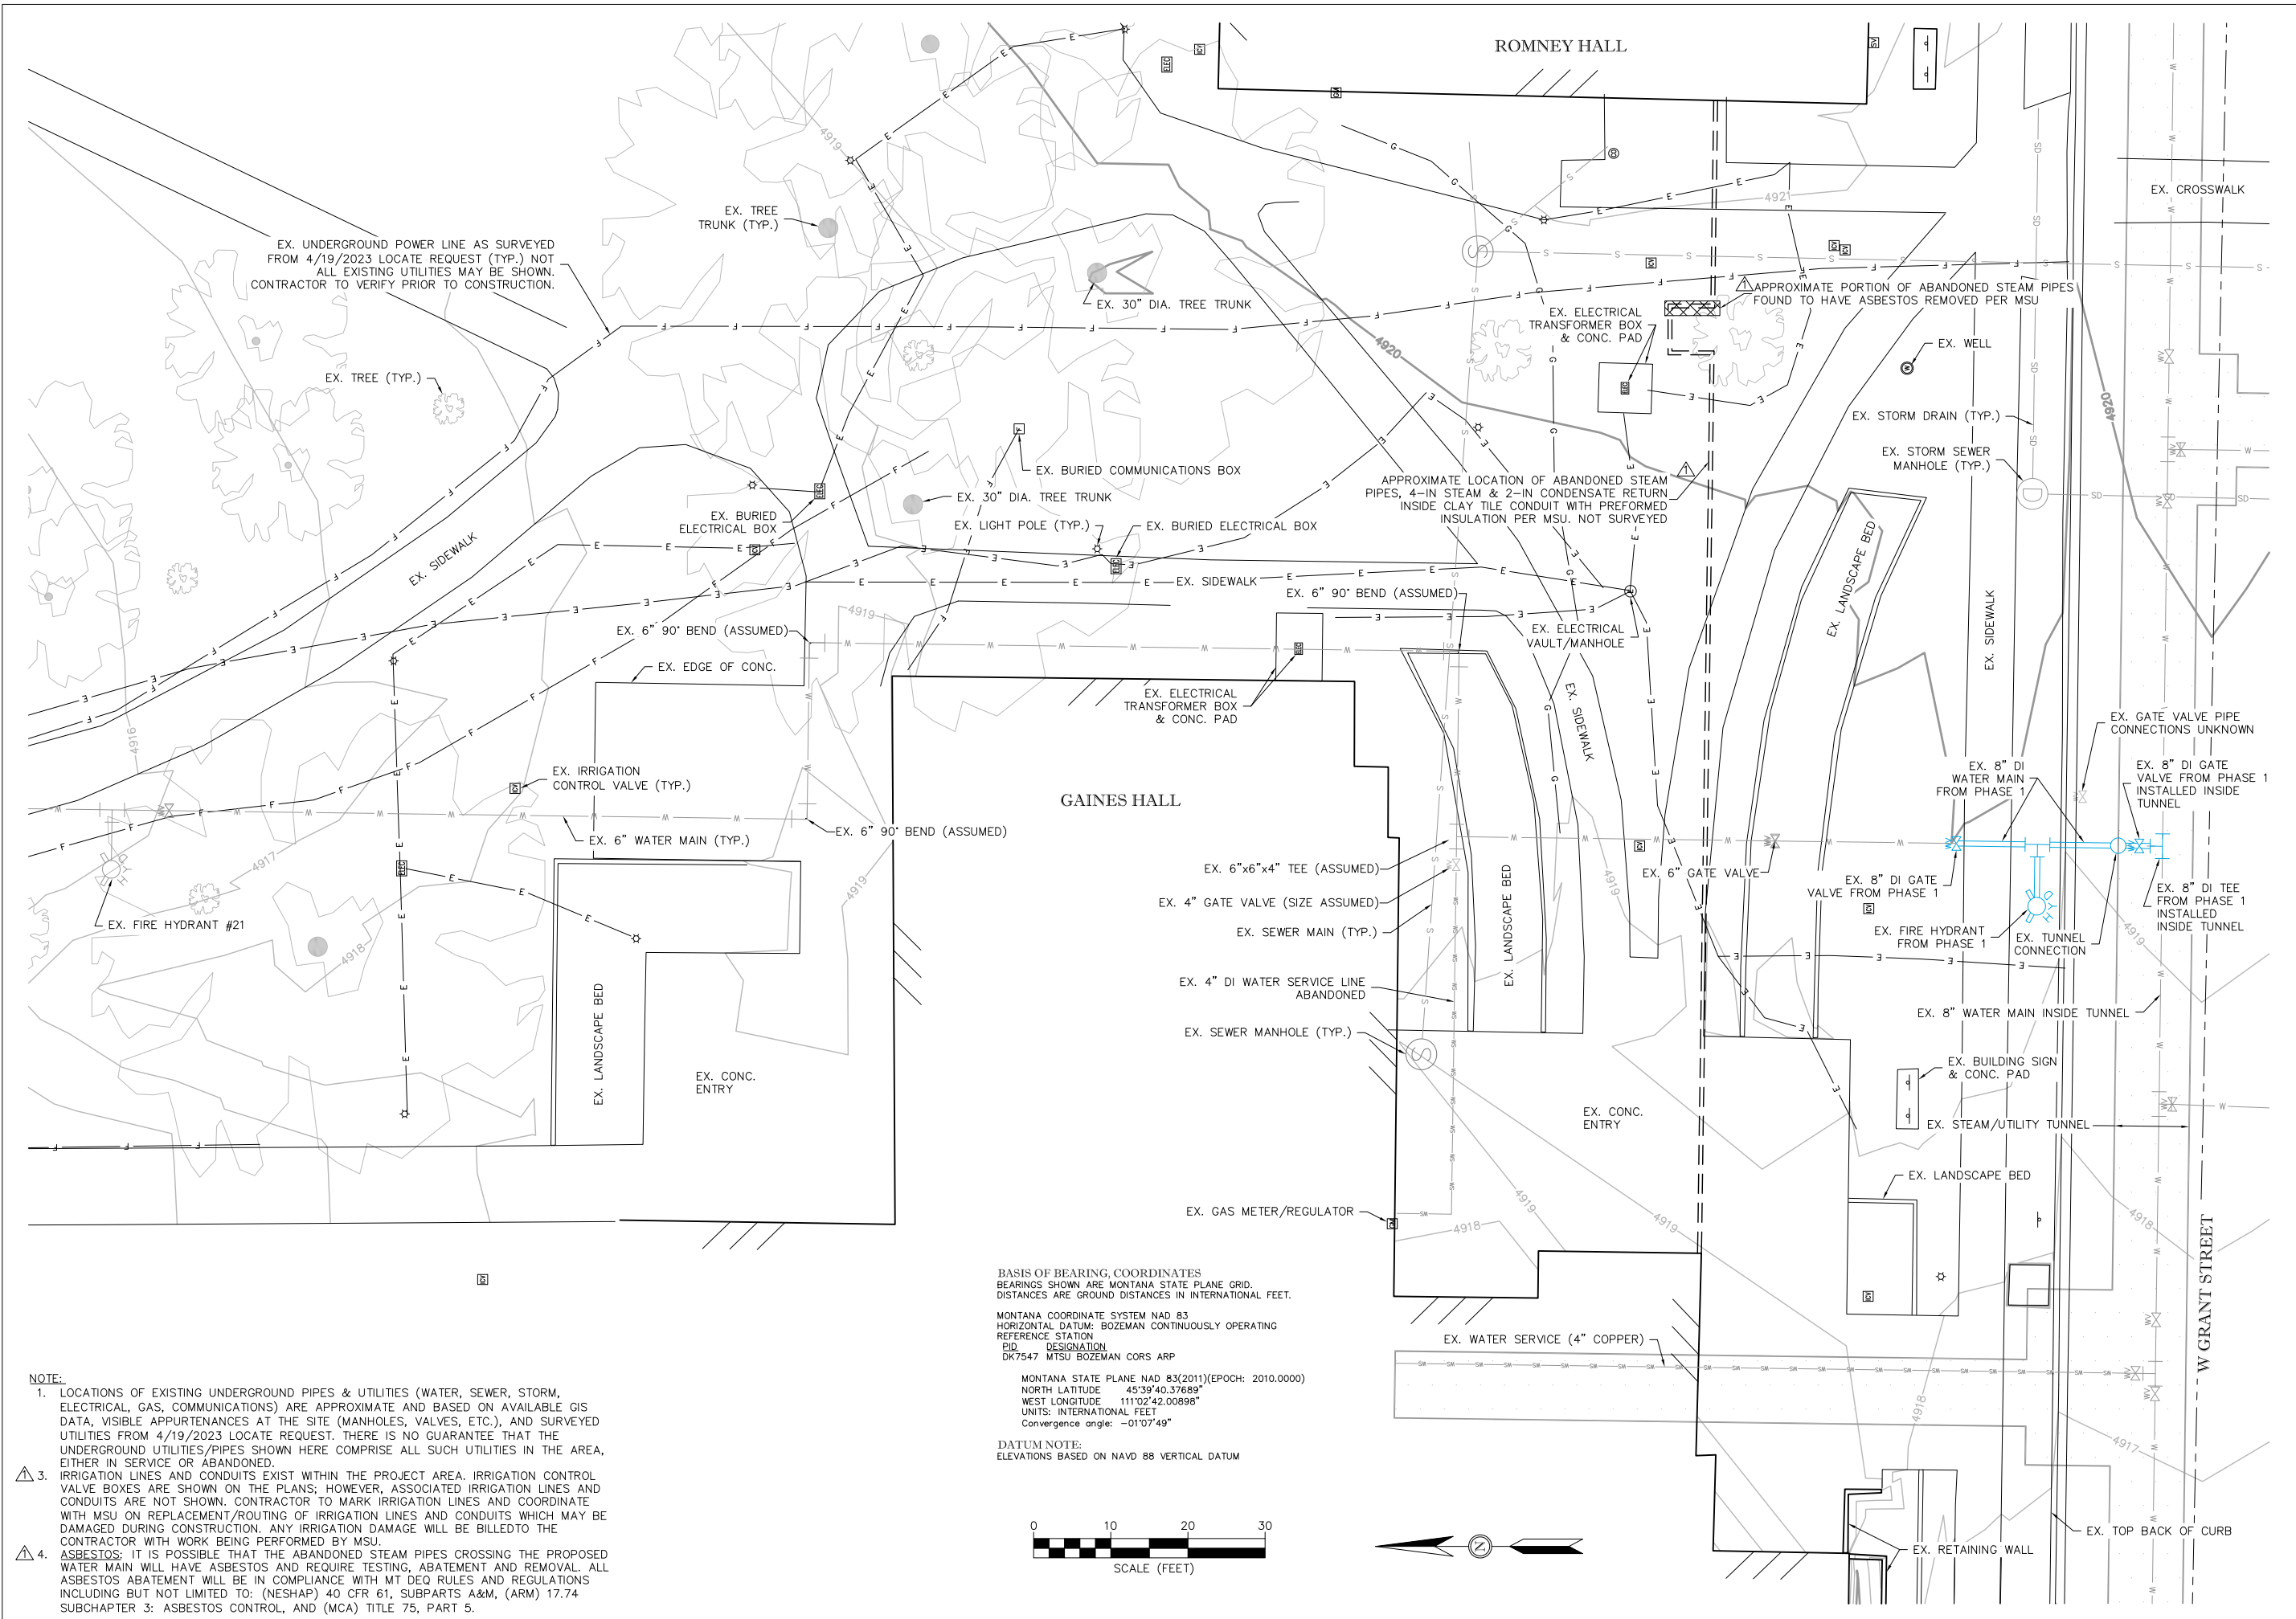 ROMNEY HALL
EX. CROSSWALK
EX. TREE
TRUNK (TYP.)
EX. UNDERGROUND POWER LINE AS SURVEYED
FROM 4/19/2023 LOCATE REQUEST (TYP.) NOT
ALL EXISTING UTILITIES MAY BE SHOWN.
CONTRACTOR TO VERIFY PRIOR TO CONSTRUCTION.
EX. 30" DIA. TREE TRUNK
APPROXIMATE PORTION OF ABANDONED STEAM PIPES
FOUND TO HAVE ASBESTOS REMOVED PER MSU
EX. ELECTRICAL
TRANSFORMER BOX
& CONC. PAD
EX. WELL
EX. TREE (TYP.)
EX. STORM DRAIN (TYP.)
EX. STORM SEWER
MANHOLE (TYP.)
EX. BURIED COMMUNICATIONS BOX
APPROXIMATE LOCATION OF ABANDONED STEAM
PIPES, 4-IN STEAM & 2-IN CONDENSATE RETURN
INSIDE CLAY TILE CONDUIT WITH PREFORMED
INSULATION PER MSU. NOT SURVEYED
EX. 30" DIA. TREE TRUNK
EX. BURIED
ELECTRICAL BOX
EX. LIGHT POLE (TYP.)
EX. BURIED ELECTRICAL BOX
EX. SIDEWALK
EX. SIDEWALK
EX. 6" 90° BEND (ASSUMED)
EX. LANDSCAPE BED
EX. SIDEWALK
EX. 6" 90° BEND (ASSUMED)
EX. ELECTRICAL
VAULT/MANHOLE
EX. EDGE OF CONC.
EX. ELECTRICAL
TRANSFORMER BOX
& CONC. PAD
EX. SIDEWALK
EX. GATE VALVE PIPE
CONNECTIONS UNKNOWN
EX. 8" DI
WATER MAIN
FROM PHASE 1
EX. 8" DI GATE
VALVE FROM PHASE 1
INSTALLED INSIDE
TUNNEL
EX. IRRIGATION
CONTROL VALVE (TYP.)
GAINES HALL
EX. 6" WATER MAIN (TYP.)
EX. 6" 90° BEND (ASSUMED)
EX. 6"x6"x4" TEE (ASSUMED)
EX. 6" GATE VALVE
EX. 8" DI GATE
VALVE FROM PHASE 1
EX. 8" DI TEE
FROM PHASE 1
INSTALLED
INSIDE TUNNEL
EX. 4" GATE VALVE (SIZE ASSUMED)
EX. FIRE HYDRANT #21
EX. SEWER MAIN (TYP.)
EX. LANDSCAPE BED
EX. FIRE HYDRANT
FROM PHASE 1
EX. TUNNEL
CONNECTION
EX. 4" DI WATER SERVICE LINE
ABANDONED
EX. 8" WATER MAIN INSIDE TUNNEL
EX. SEWER MANHOLE (TYP.)
EX. LANDSCAPE BED
EX. CONC.
ENTRY
EX. BUILDING SIGN
& CONC. PAD
EX. CONC.
ENTRY
EX. STEAM/UTILITY TUNNEL
EX. LANDSCAPE BED
EX. GAS METER/REGULATOR
W GRANT STREET
EX. WATER SERVICE (4" COPPER)
EX. TOP BACK OF CURB
EX. RETAINING WALL
4919
4921
4920
4920
4919
4916
4917
4918
4919
4919
4919
4919
4919
4918
4918
4918
4917
BASIS OF BEARING, COORDINATES
BEARINGS SHOWN ARE MONTANA STATE PLANE GRID.
DISTANCES ARE GROUND DISTANCES IN INTERNATIONAL FEET.
MONTANA COORDINATE SYSTEM NAD 83
HORIZONTAL DATUM: BOZEMAN CONTINUOUSLY OPERATING
REFERENCE STATION
PID DESIGNATION
DK7547 MTSU BOZEMAN CORS ARP
MONTANA STATE PLANE NAD 83(2011)(EPOCH: 2010.0000)
NORTH LATITUDE 45°39'40.37689"
WEST LONGITUDE 111°02'42.00898"
UNITS: INTERNATIONAL FEET
Convergence angle: -01°07'49"
DATUM NOTE:
ELEVATIONS BASED ON NAVD 88 VERTICAL DATUM
0 10 20 30
SCALE (FEET)
N
NOTE:
1. LOCATIONS OF EXISTING UNDERGROUND PIPES & UTILITIES (WATER, SEWER, STORM,
ELECTRICAL, GAS, COMMUNICATIONS) ARE APPROXIMATE AND BASED ON AVAILABLE GIS
DATA, VISIBLE APPURTENANCES AT THE SITE (MANHOLES, VALVES, ETC.), AND SURVEYED
UTILITIES FROM 4/19/2023 LOCATE REQUEST. THERE IS NO GUARANTEE THAT THE
UNDERGROUND UTILITIES/PIPES SHOWN HERE COMPRISE ALL SUCH UTILITIES IN THE AREA,
EITHER IN SERVICE OR ABANDONED.
1 3. IRRIGATION LINES AND CONDUITS EXIST WITHIN THE PROJECT AREA. IRRIGATION CONTROL
VALVE BOXES ARE SHOWN ON THE PLANS; HOWEVER, ASSOCIATED IRRIGATION LINES AND
CONDUITS ARE NOT SHOWN. CONTRACTOR TO MARK IRRIGATION LINES AND COORDINATE
WITH MSU ON REPLACEMENT/ROUTING OF IRRIGATION LINES AND CONDUITS WHICH MAY BE
DAMAGED DURING CONSTRUCTION. ANY IRRIGATION DAMAGE WILL BE BILLEDTO THE
CONTRACTOR WITH WORK BEING PERFORMED BY MSU.
1 4. ASBESTOS: IT IS POSSIBLE THAT THE ABANDONED STEAM PIPES CROSSING THE PROPOSED
WATER MAIN WILL HAVE ASBESTOS AND REQUIRE TESTING, ABATEMENT AND REMOVAL. ALL
ASBESTOS ABATEMENT WILL BE IN COMPLIANCE WITH MT DEQ RULES AND REGULATIONS
INCLUDING BUT NOT LIMITED TO: (NESHAP) 40 CFR 61, SUBPARTS A&M, (ARM) 17.74
SUBCHAPTER 3: ASBESTOS CONTROL, AND (MCA) TITLE 75, PART 5.